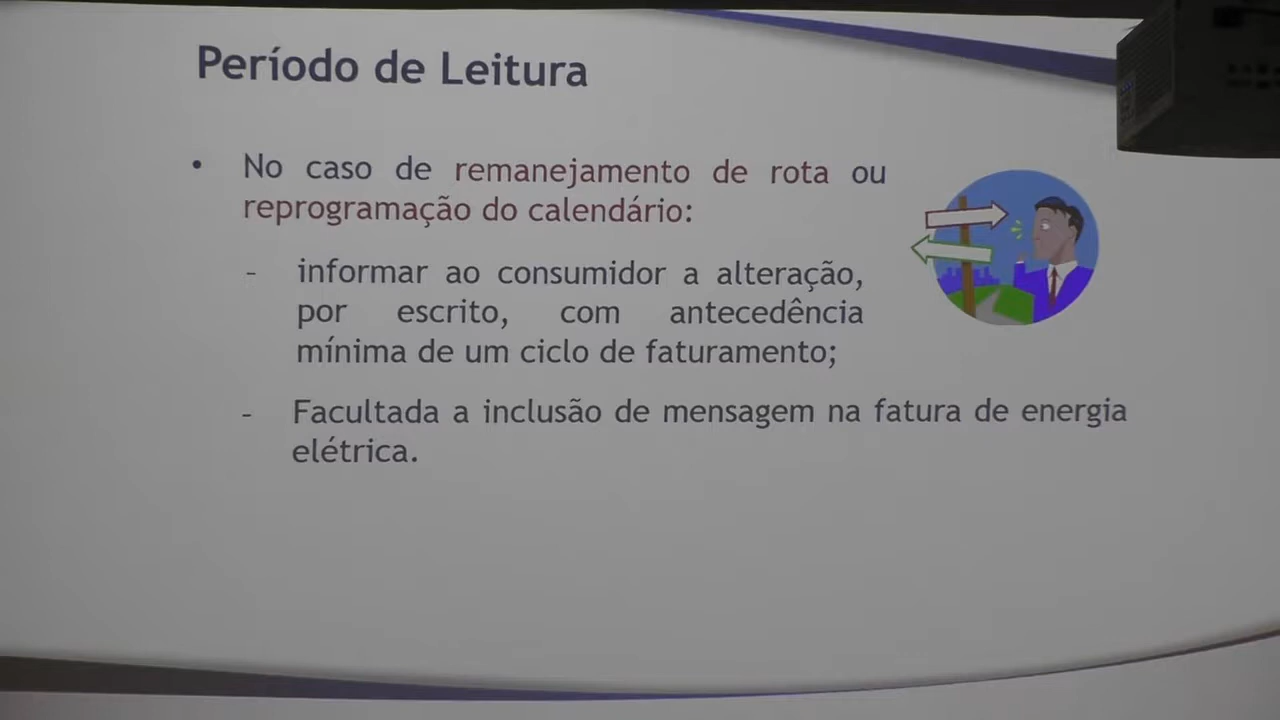 Período de Leitura
• No caso de remanejamento de rota ou
reprogramação do calendário:
- informar ao consumidor a alteração,
por escrito, com antecedência
mínima de um ciclo de faturamento;
- Facultada a inclusão de mensagem na fatura de energia
elétrica.